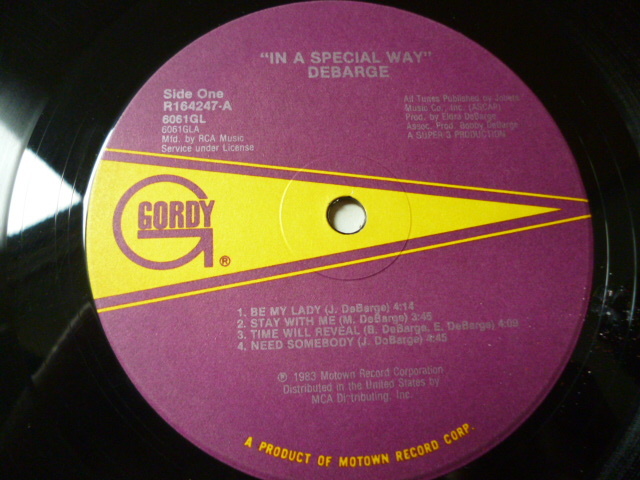 "IN A SPECIAL WAY"
DEBARGE
Side One
R164247-A
6061GL
6061GLA
Mfd. by RCA Music
Service under License
All Tunes Published by Jobete
Music Co., Inc. (ASCAP)
Prod. by Eldra DeBarge
Assoc. Prod. Bobby DeBarge
A SUPER-3 PRODUCTION
GORDY
®
1. BE MY LADY (J. DeBarge) 4:14
2. STAY WITH ME (M. DeBarge) 3:46
3. TIME WILL REVEAL (B. DeBarge, E. DeBarge) 4:09
4. NEED SOMEBODY (J. DeBarge) 4:45
℗ 1983 Motown Record Corporation
Distributed in the United States by
MCA Distributing, Inc.
A PRODUCT OF MOTOWN RECORD CORP.